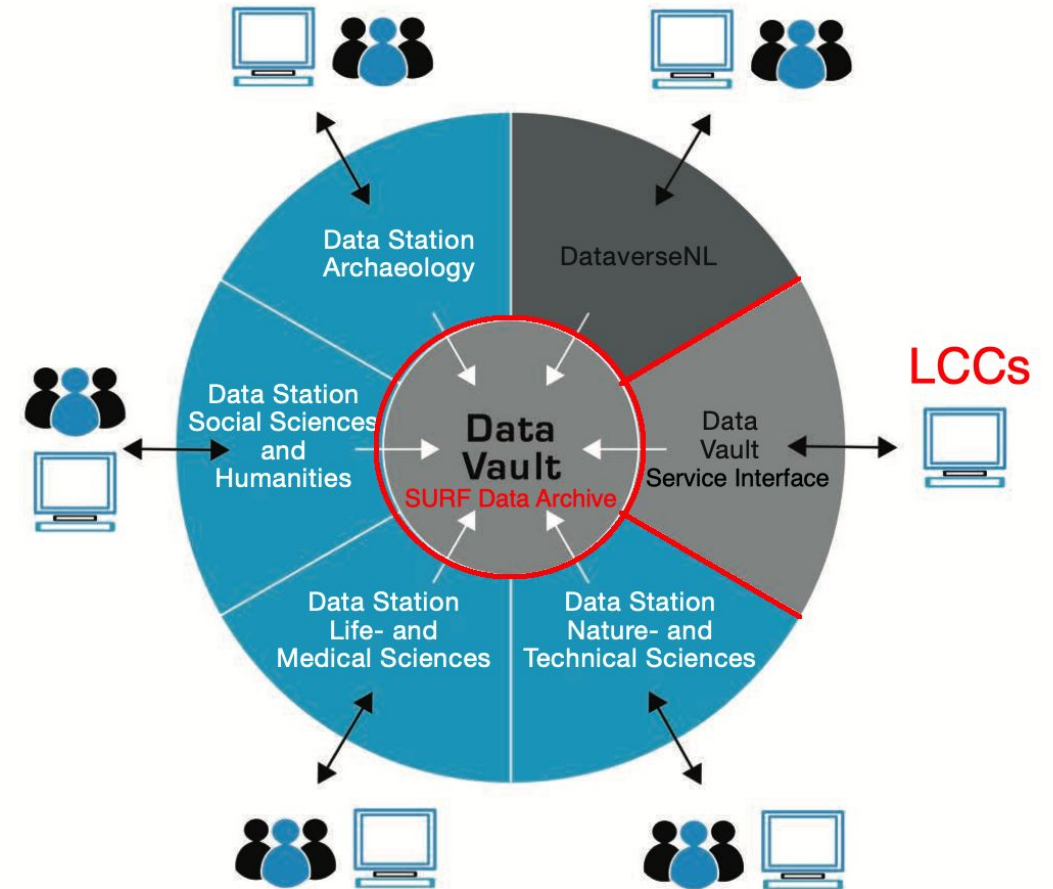 Data Station
Archaeology
DataverseNL
LCCs
Data Station
Social Sciences
and
Humanities
Data
Vault
SURF Data Archive
Data
Vault
Service Interface
Data Station
Life- and
Medical Sciences
Data Station
Nature- and
Technical Sciences